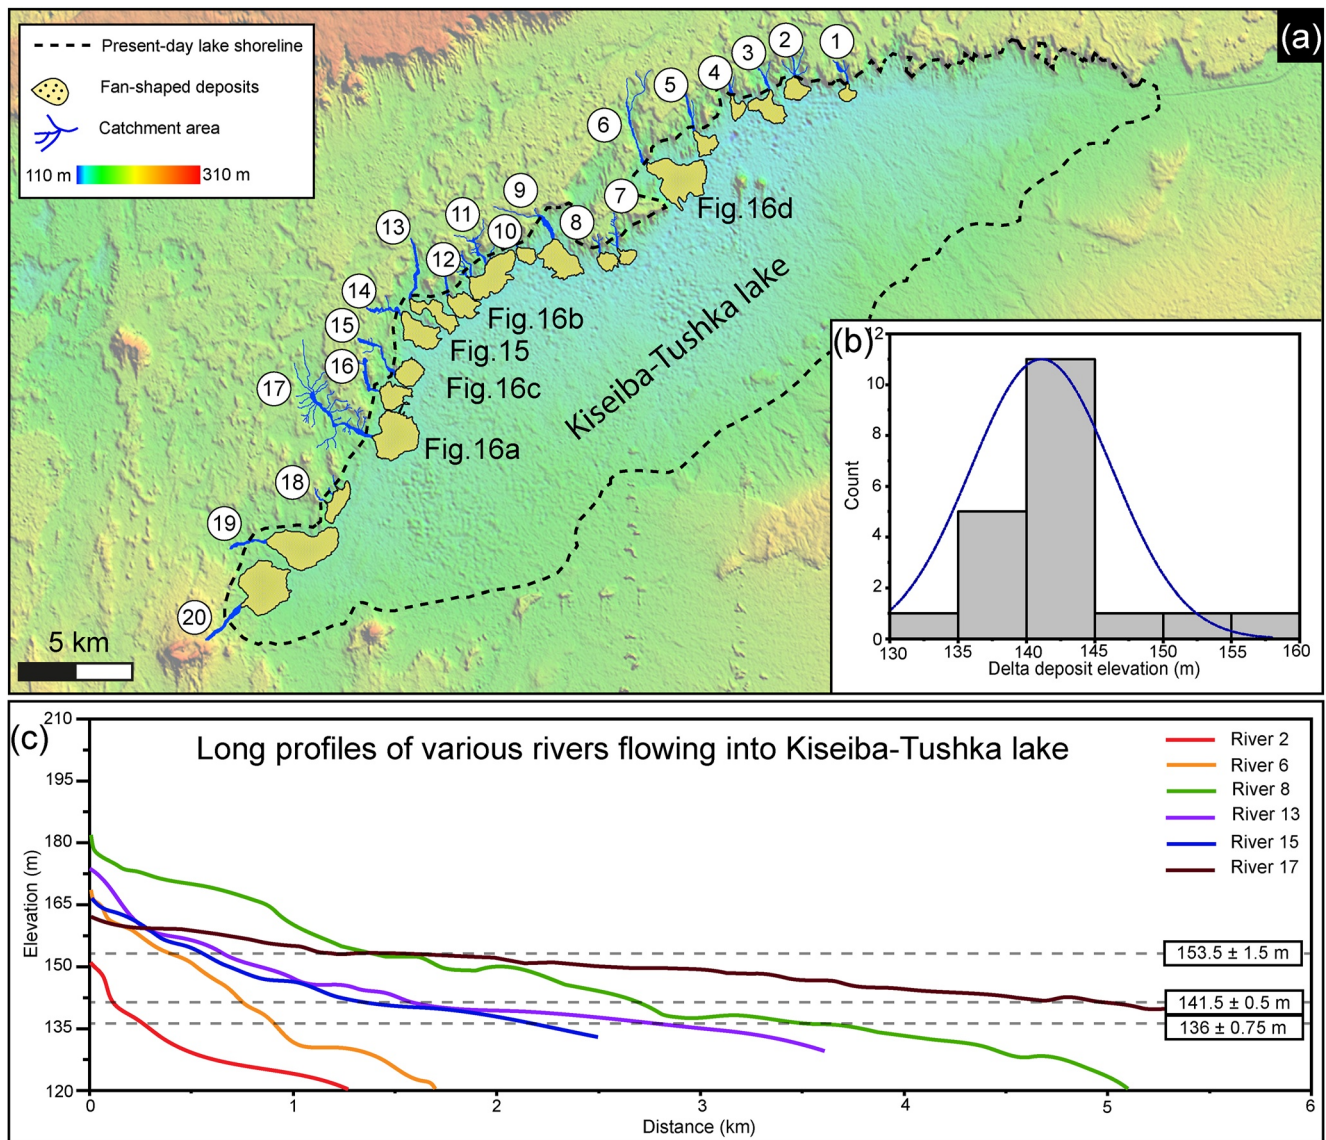 (a)
Present-day lake shoreline
Fan-shaped deposits
Catchment area
110 m 310 m
1
2
3
4
5
6
7
8
9
10
11
12
13
14
15
16
17
18
19
20
Fig.16d
Fig.16b
Fig.15
Fig.16c
Fig.16a
Kiseiba-Tushka lake
5 km
(b)
12
10
8
6
4
2
0
Count
130 135 140 145 150 155 160
Delta deposit elevation (m)
(c)
Long profiles of various rivers flowing into Kiseiba-Tushka lake
River 2
River 6
River 8
River 13
River 15
River 17
210
195
180
165
150
135
120
Elevation (m)
153.5 ± 1.5 m
141.5 ± 0.5 m
136 ± 0.75 m
0 1 2 3 4 5 6
Distance (km)